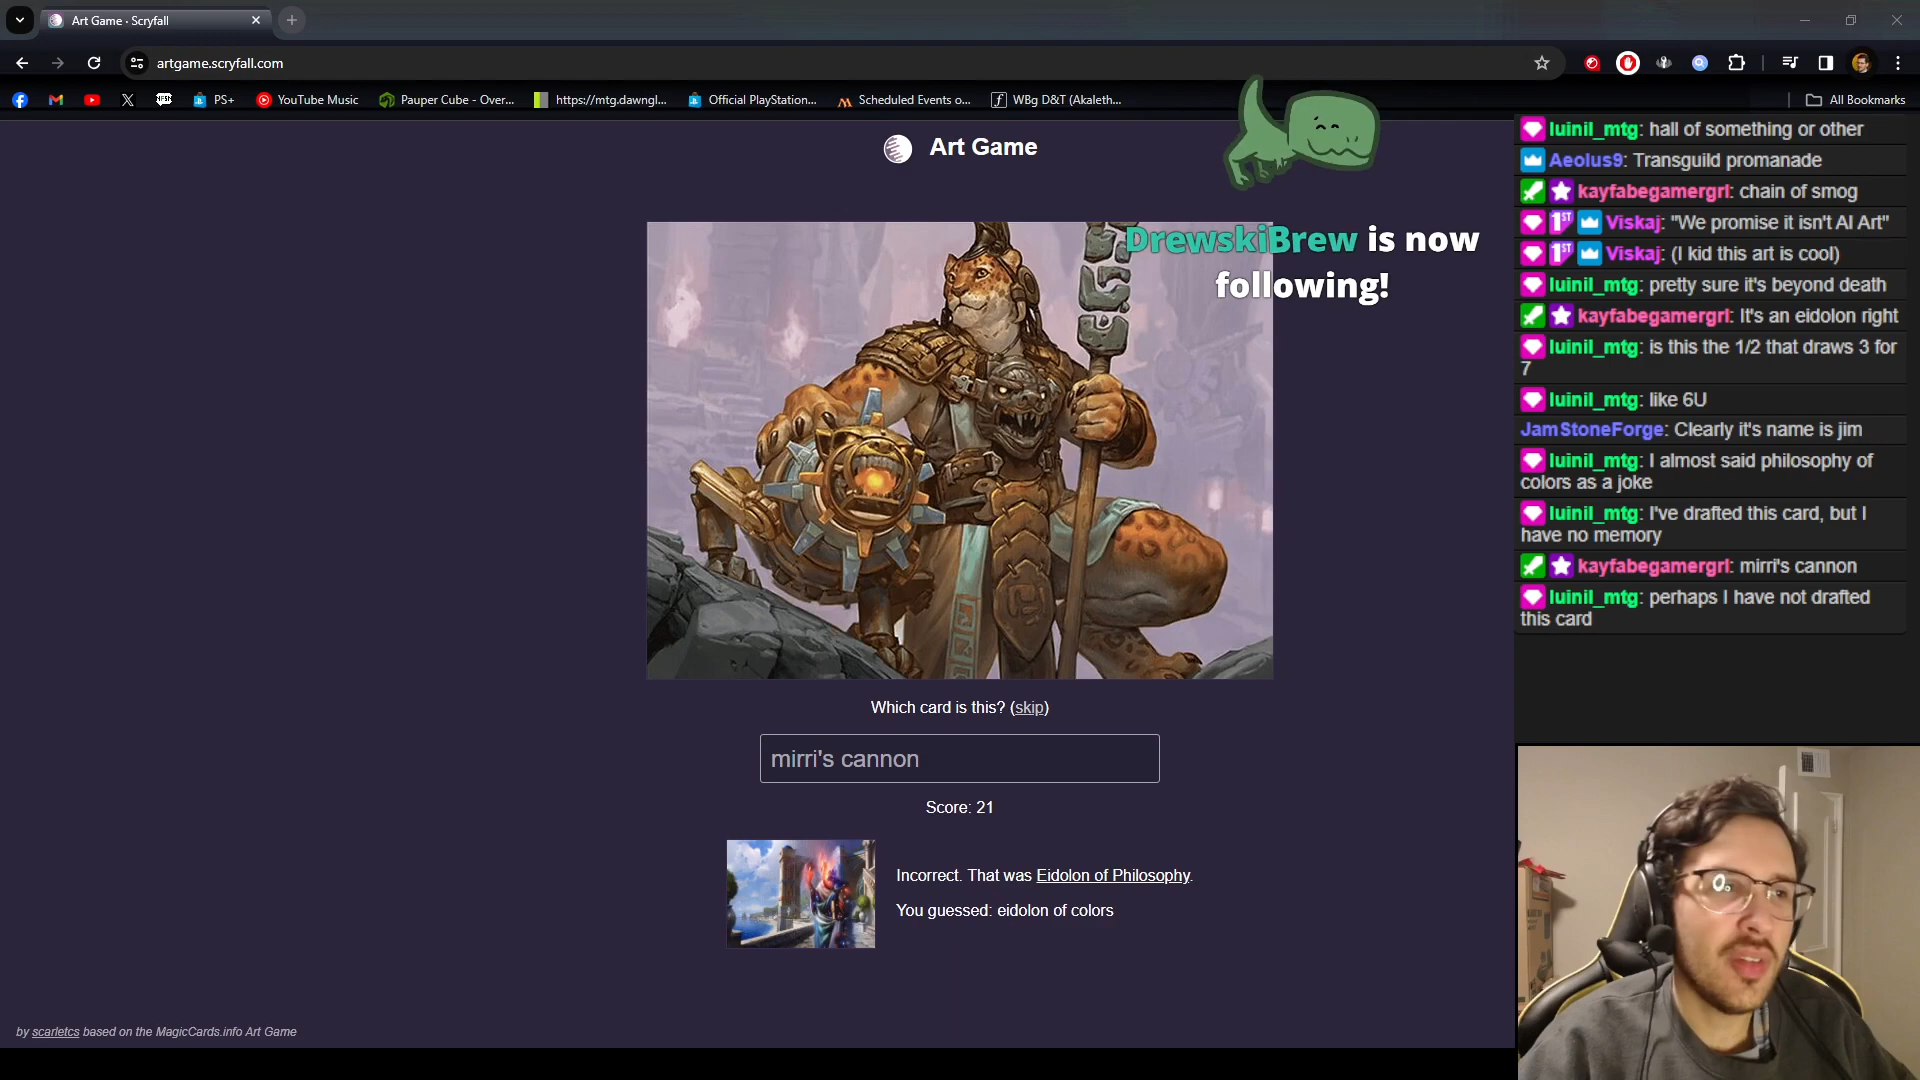 Art Game · Scryfall
artgame.scryfall.com
PS+
YouTube Music
Pauper Cube - Over...
https://mtg.dawngl...
Official PlayStation...
Scheduled Events o...
WBg D&T (Akaleth...
All Bookmarks
Art Game
DrewskiBrew is now
following!
Which card is this? (skip)
mirri's cannon
Score: 21
Incorrect. That was Eidolon of Philosophy.
You guessed: eidolon of colors
by scarletcs based on the MagicCards.info Art Game
luinil_mtg: hall of something or other
Aeolus9: Transguild promanade
kayfabegamergrl: chain of smog
1ST Viskaj: "We promise it isn't AI Art"
1ST Viskaj: (I kid this art is cool)
luinil_mtg: pretty sure it's beyond death
kayfabegamergrl: It's an eidolon right
luinil_mtg: is this the 1/2 that draws 3 for
7
luinil_mtg: like 6U
JamStoneForge: Clearly it's name is jim
luinil_mtg: I almost said philosophy of
colors as a joke
luinil_mtg: I've drafted this card, but I
have no memory
kayfabegamergrl: mirri's cannon
luinil_mtg: perhaps I have not drafted
this card